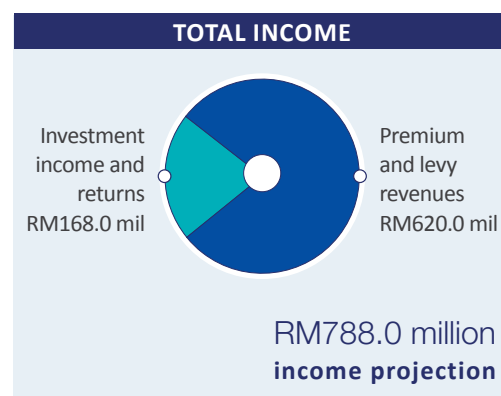 TOTAL INCOME
Investment
income and
returns
RM168.0 mil
Premium
and levy
revenues
RM620.0 mil
RM788.0 million
income projection